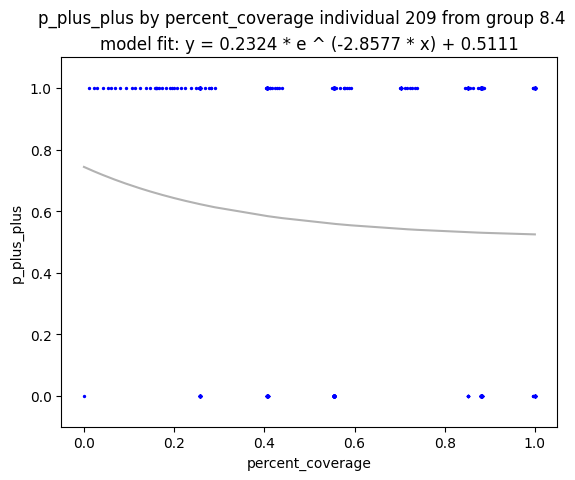 p_plus_plus by percent_coverage individual 209 from group 8.4
model fit: y = 0.2324 * e ^ (-2.8577 * x) + 0.5111
1.0
0.8
0.6
0.4
0.2
0.0
p_plus_plus
0.0 0.2 0.4 0.6 0.8 1.0
percent_coverage